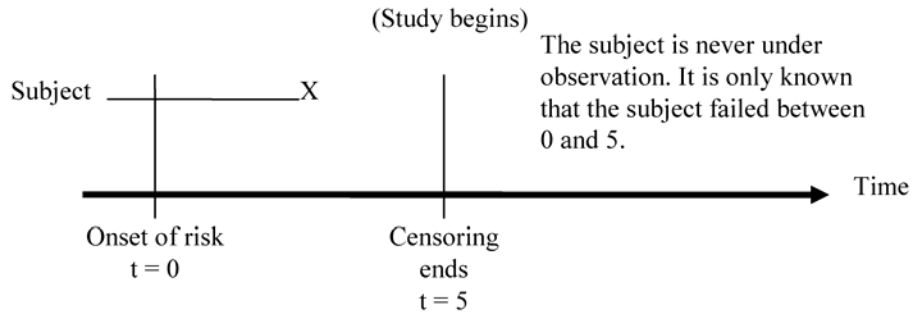 (Study begins)
The subject is never under
observation. It is only known
that the subject failed between
0 and 5.
Subject
X
Time
Onset of risk
t = 0
Censoring
ends
t = 5